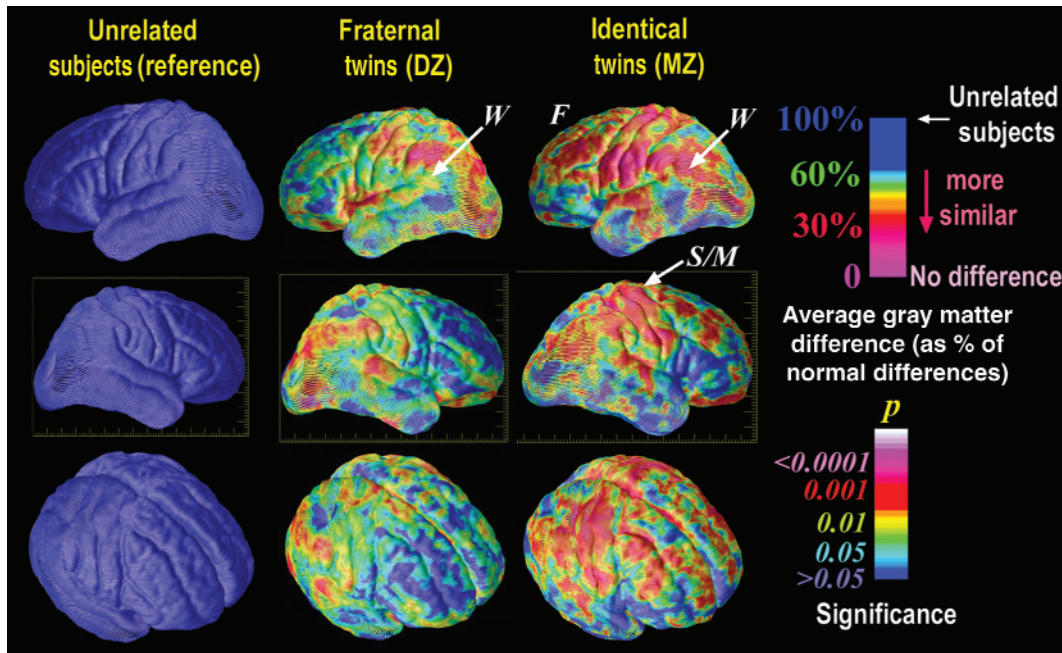 Unrelated
subjects (reference)
Fraternal
twins (DZ)
Identical
twins (MZ)
W
F
W
S/M
100%
60%
30%
0
Unrelated
subjects
more
similar
No difference
Average gray matter
difference (as % of
normal differences)
p
<0.0001
0.001
0.01
0.05
>0.05
Significance